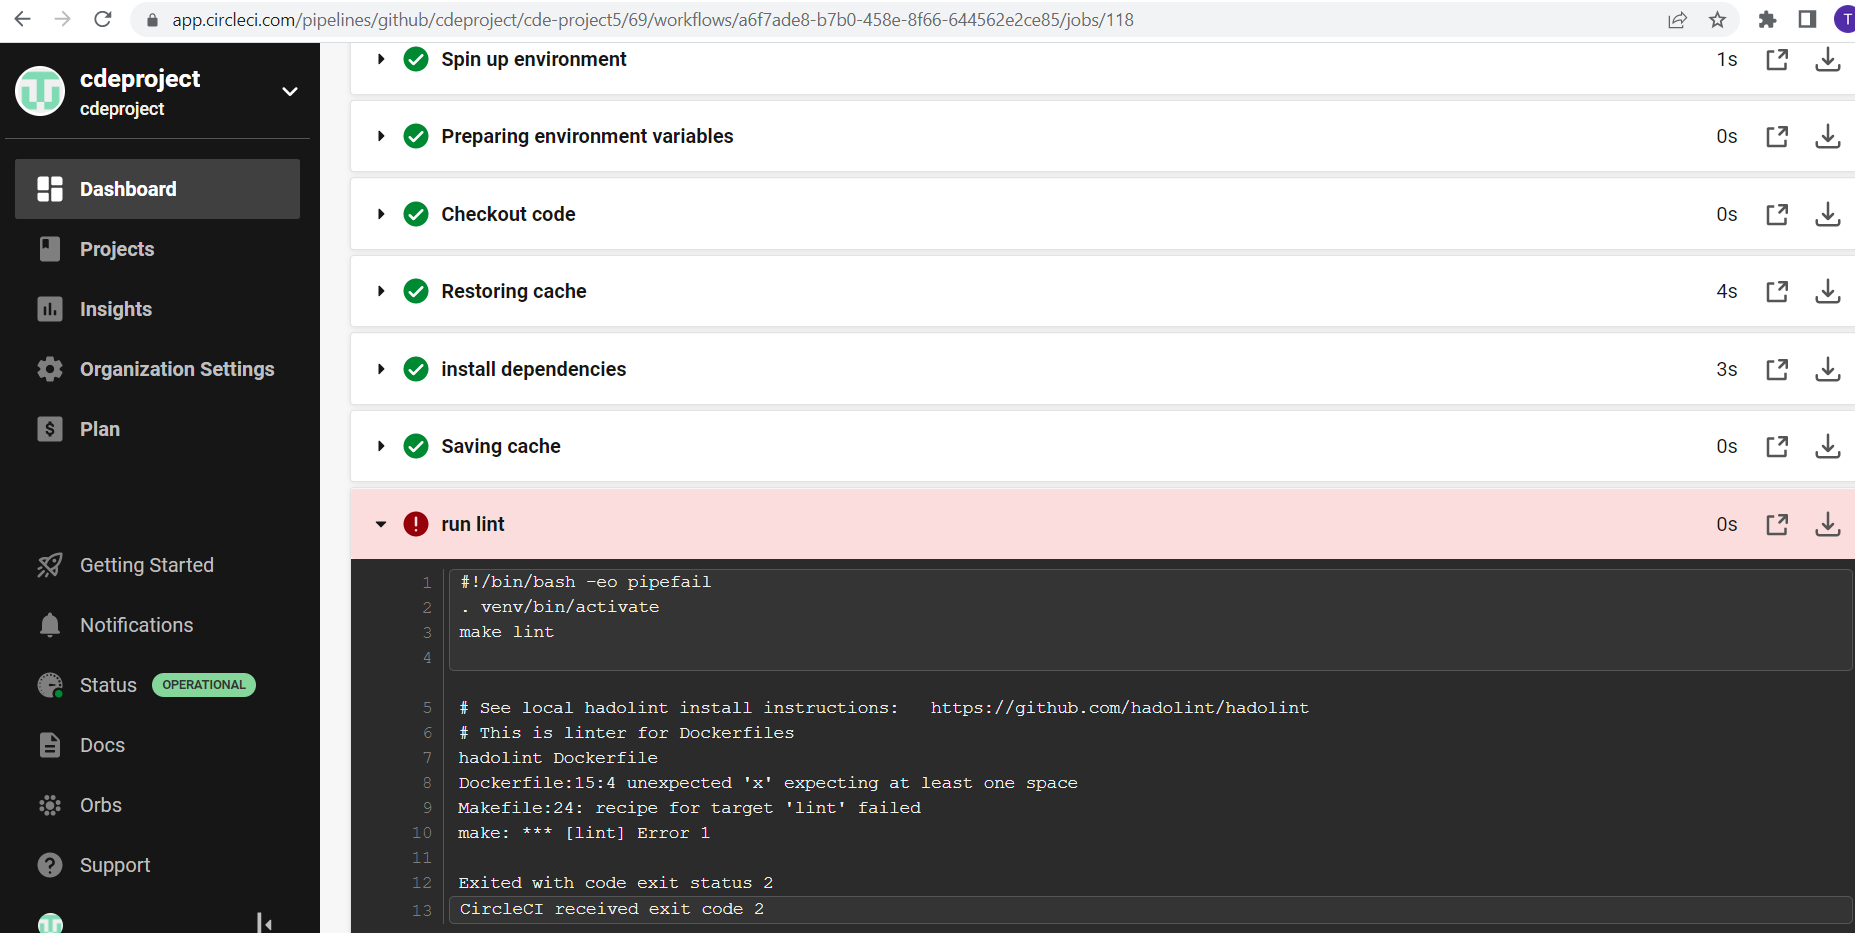 app.circleci.com/pipelines/github/cdeproject/cde-project5/69/workflows/a6f7ade8-b7b0-458e-8f66-644562e2ce85/jobs/118
T
cdeproject
cdeproject
Dashboard
Projects
Insights
Organization Settings
Plan
Getting Started
Notifications
Status OPERATIONAL
Docs
Orbs
Support
Spin up environment 1s
Preparing environment variables 0s
Checkout code 0s
Restoring cache 4s
install dependencies 3s
Saving cache 0s
run lint 0s
1 #!/bin/bash -eo pipefail
2 . venv/bin/activate
3 make lint
4
5 # See local hadolint install instructions:   https://github.com/hadolint/hadolint
6 # This is linter for Dockerfiles
7 hadolint Dockerfile
8 Dockerfile:15:4 unexpected 'x' expecting at least one space
9 Makefile:24: recipe for target 'lint' failed
10 make: *** [lint] Error 1
11
12 Exited with code exit status 2
13 CircleCI received exit code 2